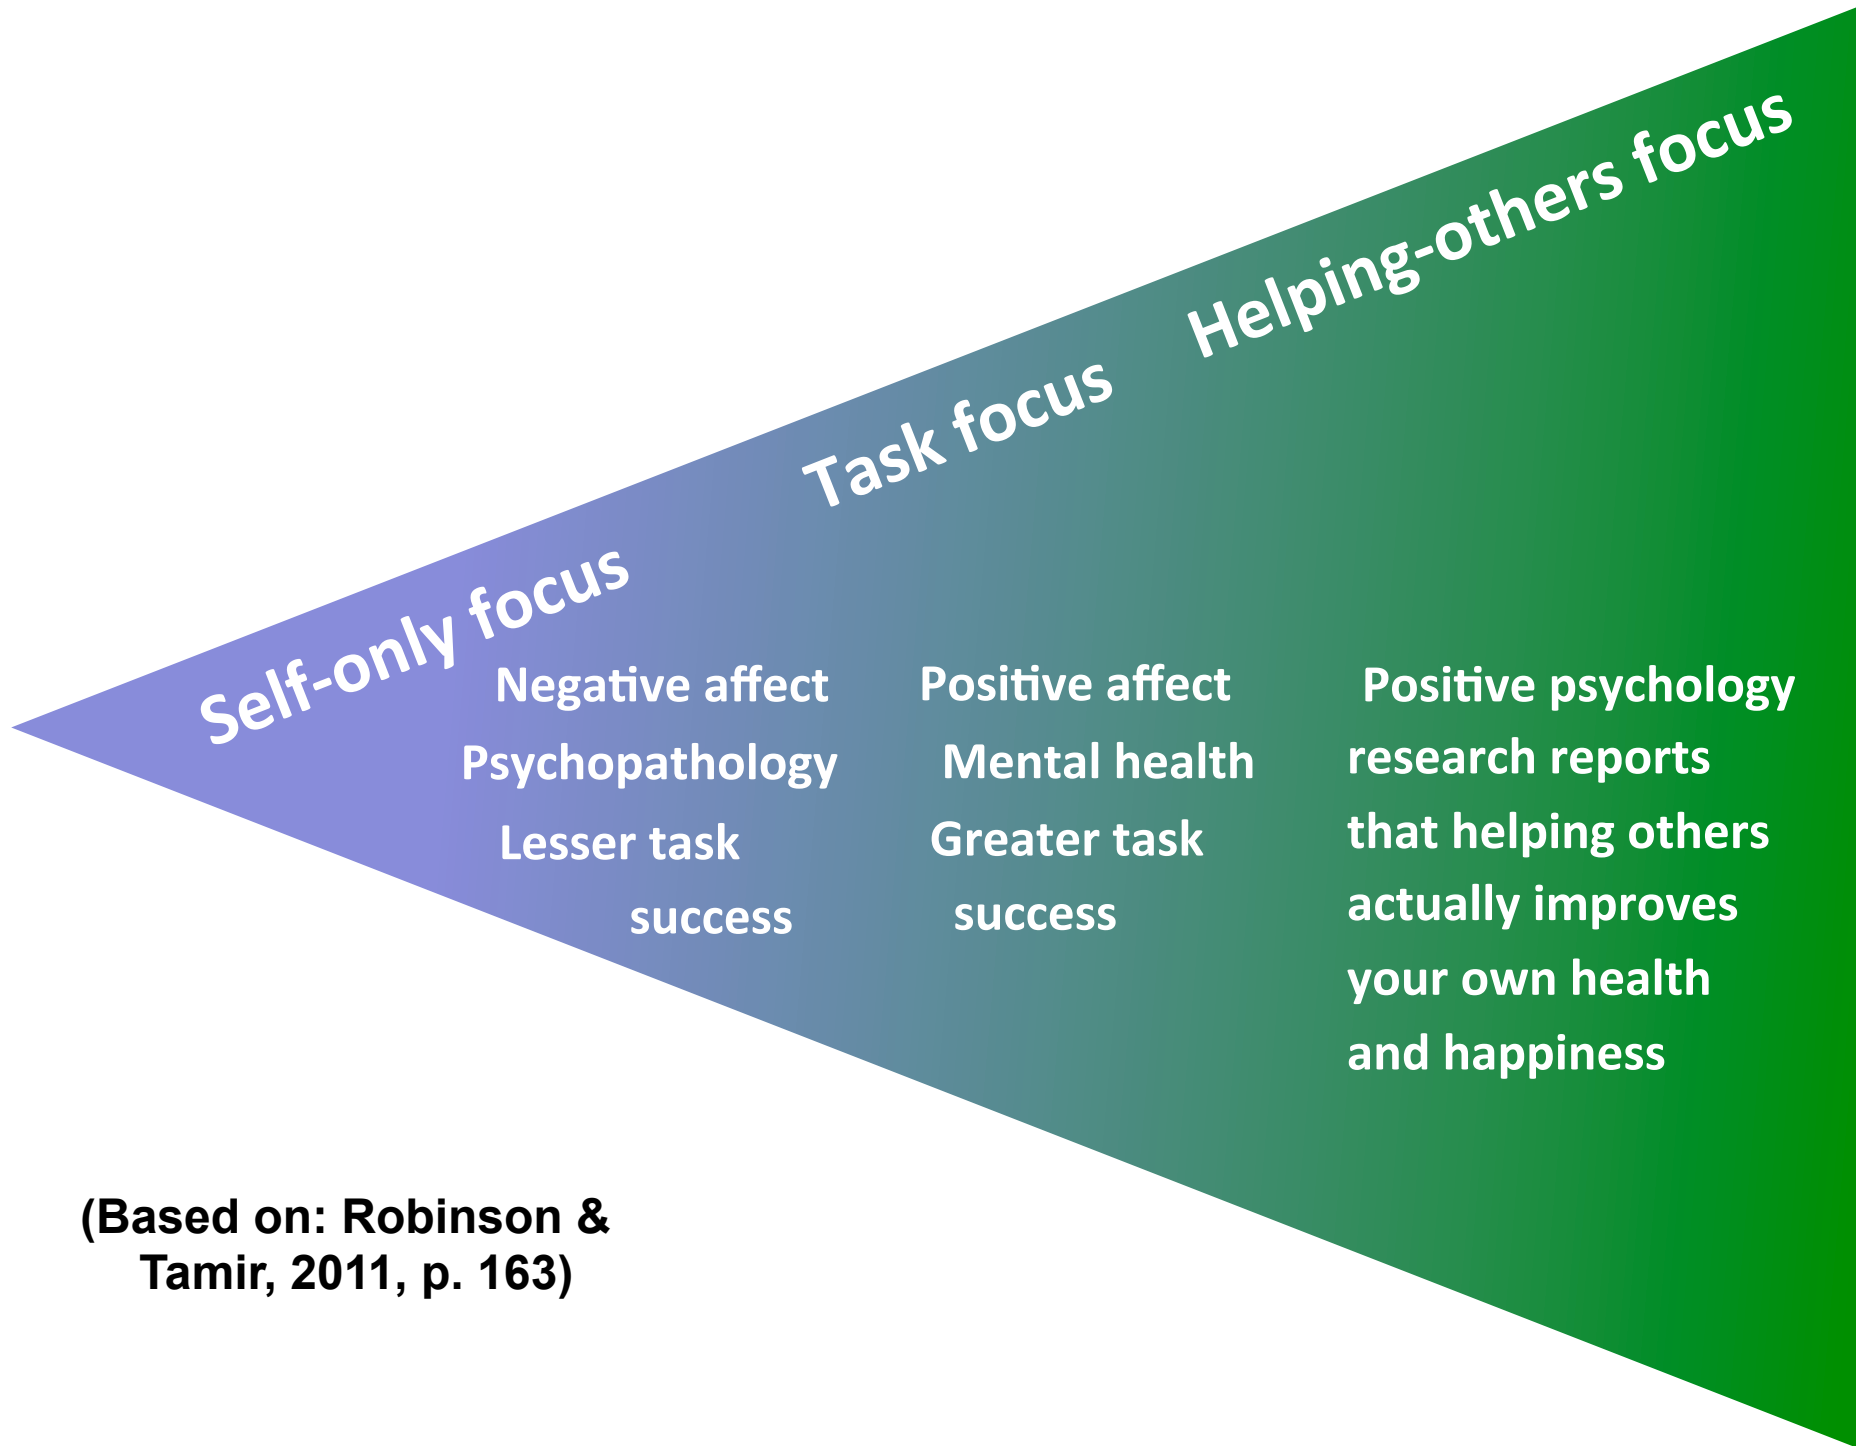 Self-only focus
Task focus
Helping-others focus
Negative affect
Psychopathology
Lesser task
success
Positive affect
Mental health
Greater task
success
Positive psychology
research reports
that helping others
actually improves
your own health
and happiness
(Based on: Robinson &
Tamir, 2011, p. 163)